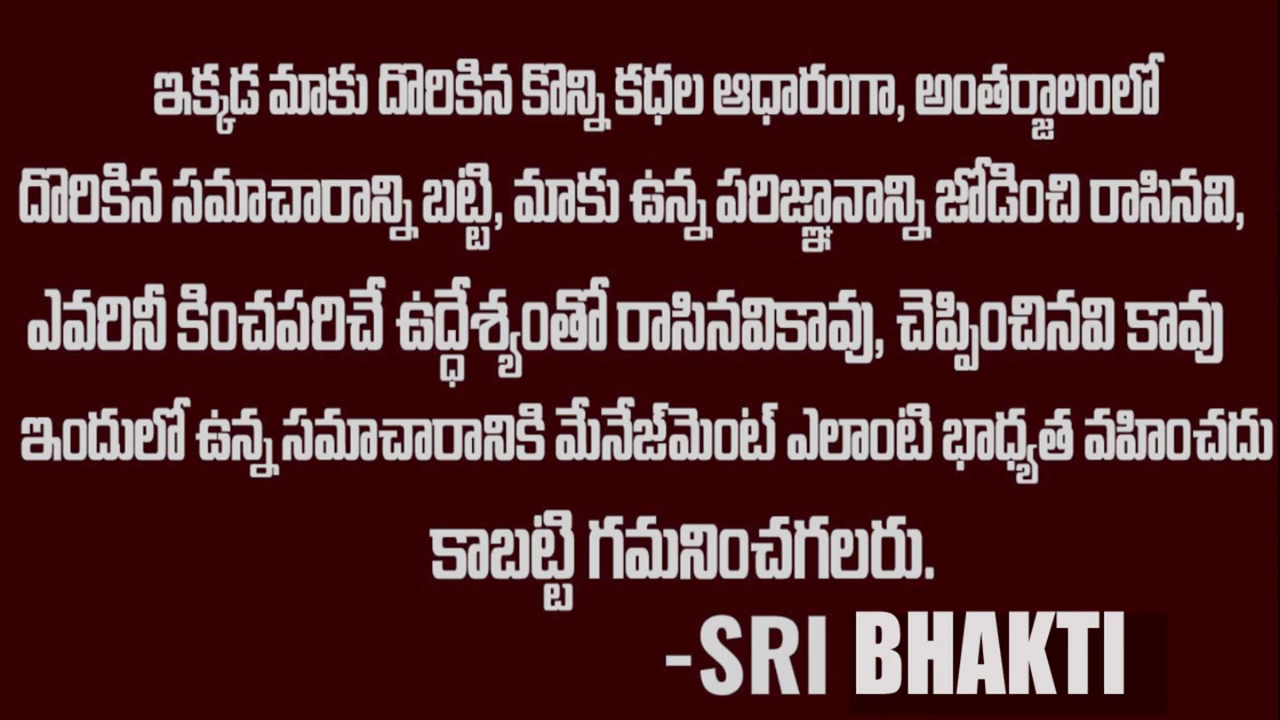 ఇక్కడ మాకు దొరికిన కొన్ని కధల ఆధారంగా, అంతర్జాలంలో
దొరికిన సమాచారాన్ని బట్టి, మాకు ఉన్న పరిజ్ఞానాన్ని జోడించి రాసినవి,
ఎవరినీ కించపరిచే ఉద్ధేశ్యంతో రాసినవికావు, చెప్పించినవి కావు
ఇందులో ఉన్న సమాచారానికి మేనేజ్‌మెంట్ ఎలాంటి భాధ్యత వహించదు
కాబట్టి గమనించగలరు.
-SRI BHAKTI